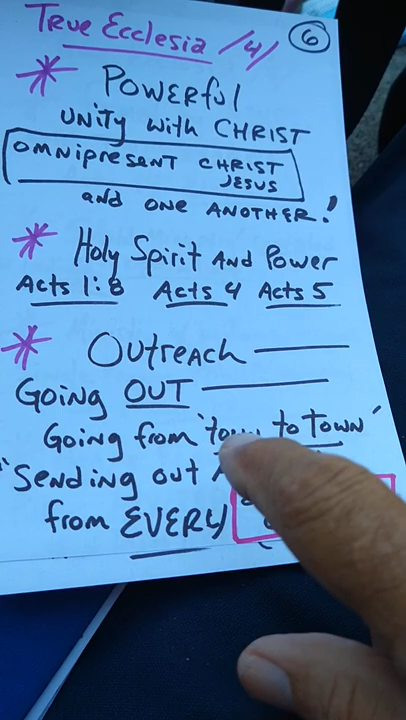 True Ecclesia /4/ 6
* Powerful
unity with CHRIST
OMNIpresent CHRIST
JESUS
and ONE ANOTHER!
* Holy Spirit AND Power
Acts 1:8 Acts 4 Acts 5
* Outreach —
Going OUT —
Going from "town to Town"
"Sending out
from EVERY